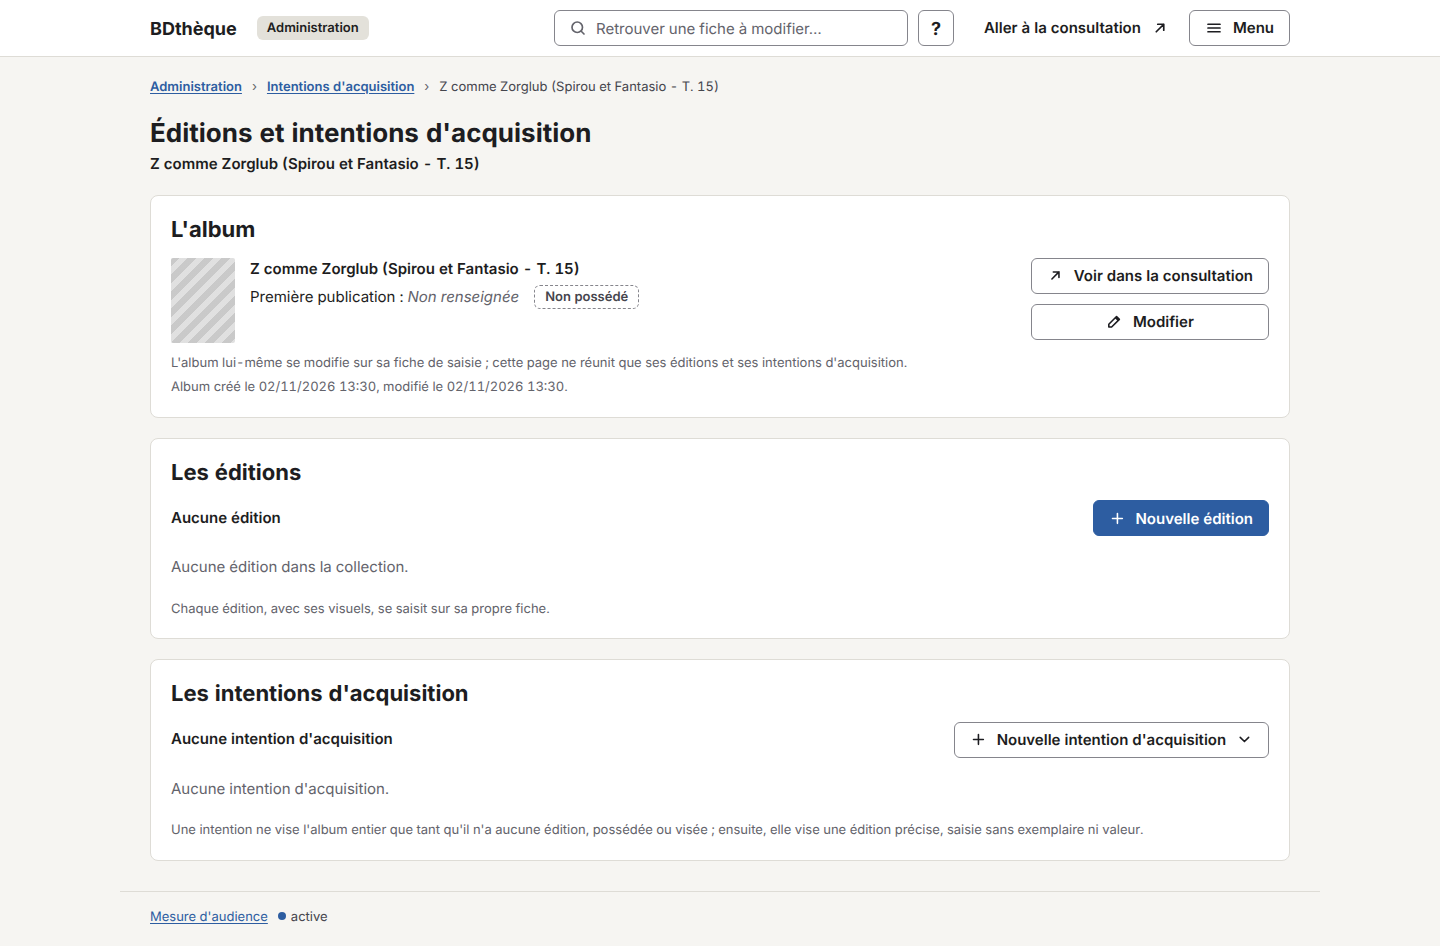 BDthèque Administration Retrouver une fiche à modifier... ? Aller à la consultation Menu
Administration › Intentions d'acquisition › Z comme Zorglub (Spirou et Fantasio - T. 15)
Éditions et intentions d'acquisition
Z comme Zorglub (Spirou et Fantasio - T. 15)
L'album
Z comme Zorglub (Spirou et Fantasio - T. 15)
Première publication : Non renseignée Non possédé
Voir dans la consultation
Modifier
L'album lui-même se modifie sur sa fiche de saisie ; cette page ne réunit que ses éditions et ses intentions d'acquisition.
Album créé le 02/11/2026 13:30, modifié le 02/11/2026 13:30.
Les éditions
Aucune édition Nouvelle édition
Aucune édition dans la collection.
Chaque édition, avec ses visuels, se saisit sur sa propre fiche.
Les intentions d'acquisition
Aucune intention d'acquisition Nouvelle intention d'acquisition
Aucune intention d'acquisition.
Une intention ne vise l'album entier que tant qu'il n'a aucune édition, possédée ou visée ; ensuite, elle vise une édition précise, saisie sans exemplaire ni valeur.
Mesure d'audience active